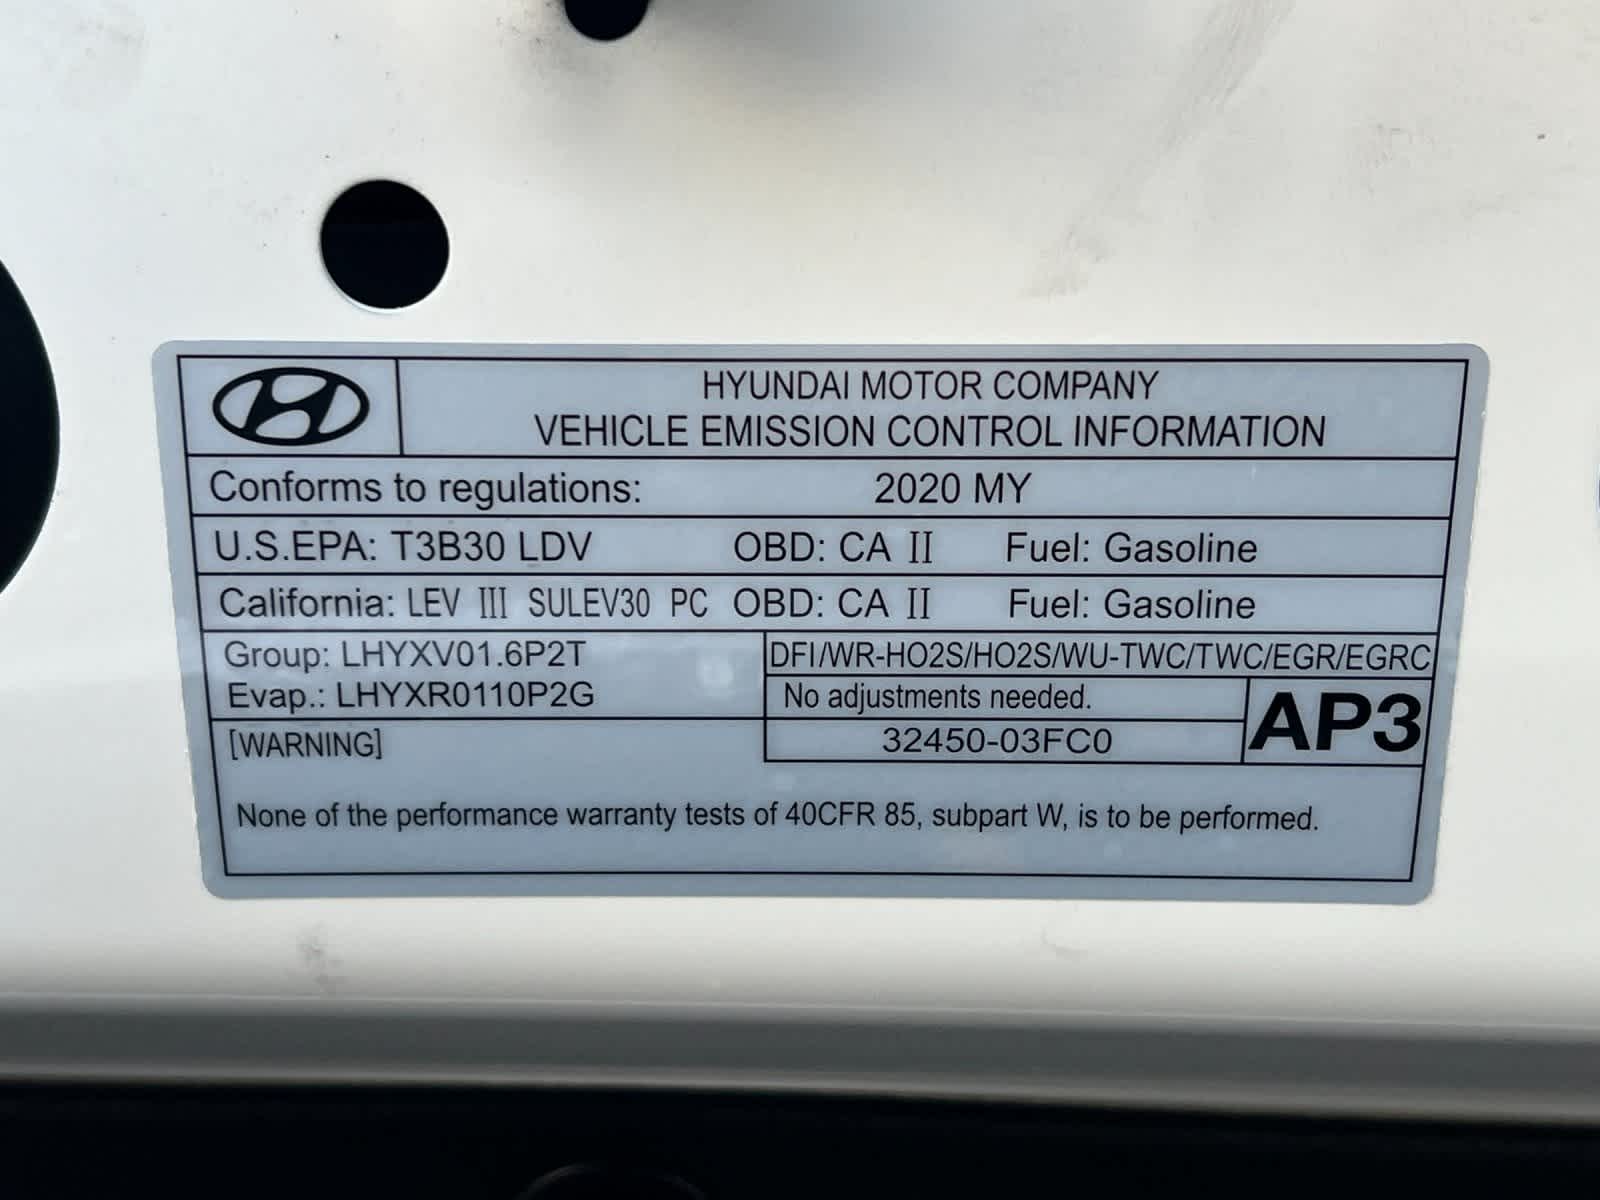 HYUNDAI MOTOR COMPANY
VEHICLE EMISSION CONTROL INFORMATION
Conforms to regulations: 2020 MY
U.S.EPA: T3B30 LDV OBD: CA II Fuel: Gasoline
California: LEV III SULEV30 PC OBD: CA II Fuel: Gasoline
Group: LHYXV01.6P2T
Evap.: LHYXR0110P2G
DFI/WR-HO2S/HO2S/WU-TWC/TWC/EGR/EGRC
No adjustments needed.
32450-03FC0
AP3
[WARNING]
None of the performance warranty tests of 40CFR 85, subpart W, is to be performed.